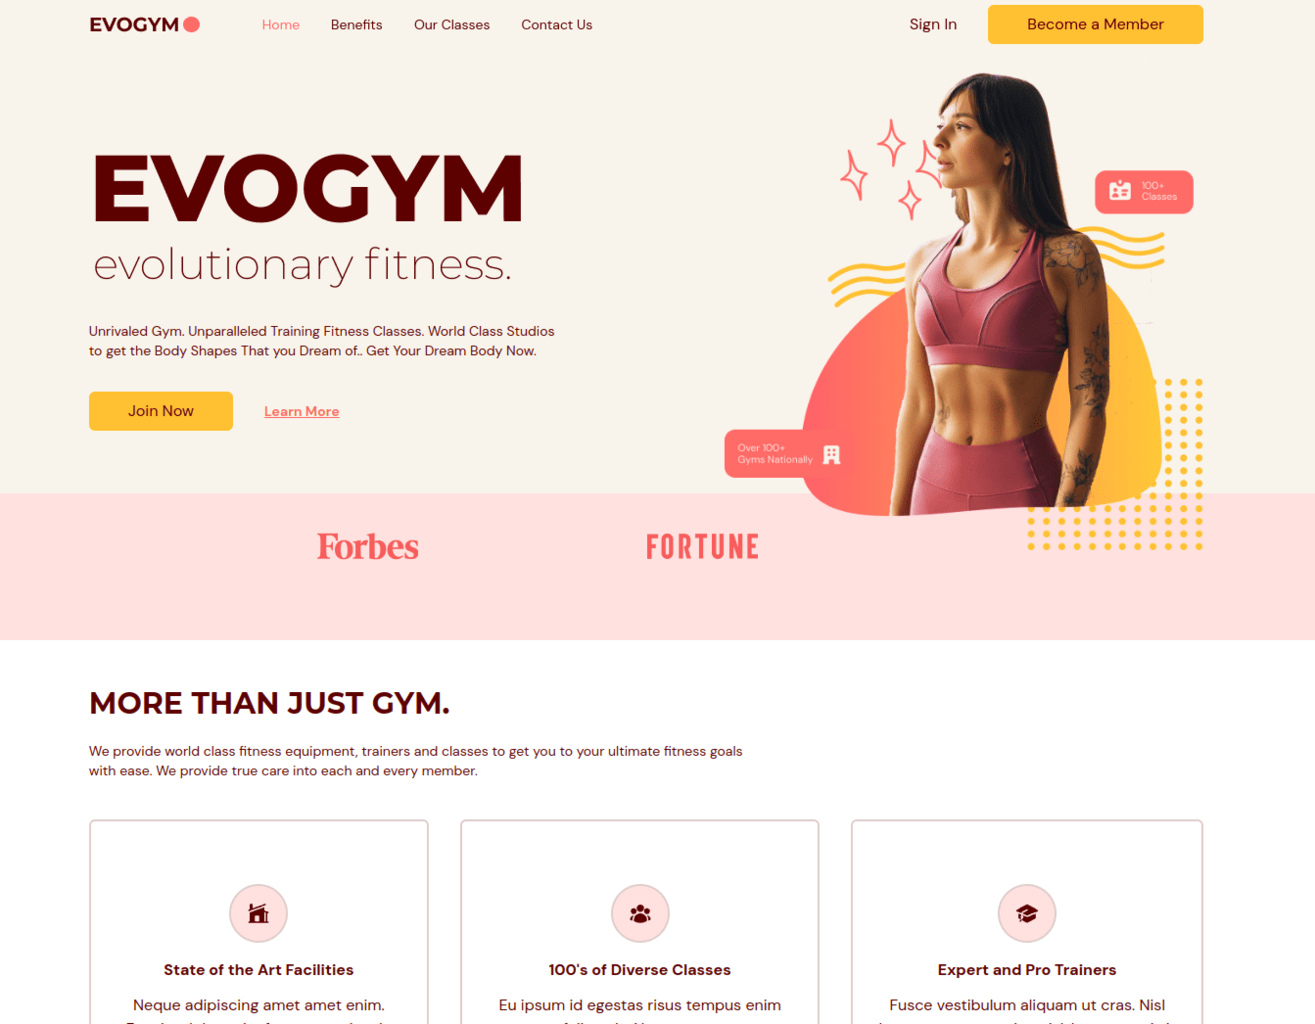 EVOGYM
Home
Benefits
Our Classes
Contact Us
Sign In
Become a Member
EVOGYM
evolutionary fitness.
Unrivaled Gym. Unparalleled Training Fitness Classes. World Class Studios
to get the Body Shapes That you Dream of.. Get Your Dream Body Now.
Join Now
Learn More
100+
Classes
Over 100+
Gyms Nationally
Forbes
FORTUNE
MORE THAN JUST GYM.
We provide world class fitness equipment, trainers and classes to get you to your ultimate fitness goals
with ease. We provide true care into each and every member.
State of the Art Facilities
Neque adipiscing amet amet enim.
100's of Diverse Classes
Eu ipsum id egestas risus tempus enim
Expert and Pro Trainers
Fusce vestibulum aliquam ut cras. Nisl